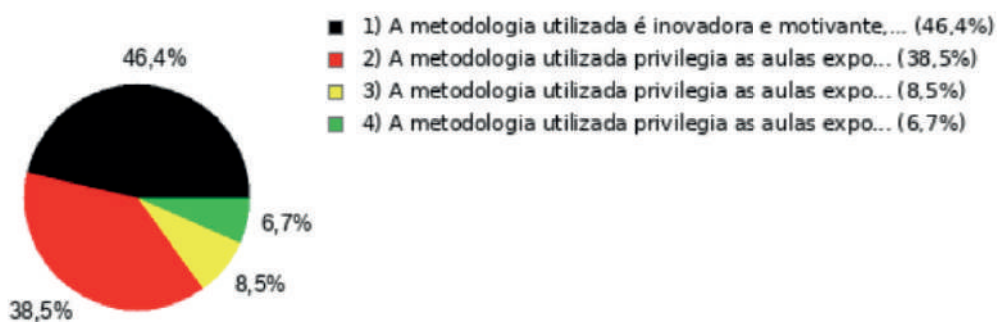 1) A metodologia utilizada é inovadora e motivante,... (46,4%)
2) A metodologia utilizada privilegia as aulas expo... (38,5%)
3) A metodologia utilizada privilegia as aulas expo... (8,5%)
4) A metodologia utilizada privilegia as aulas expo... (6,7%)
46,4%
6,7%
8,5%
38,5%